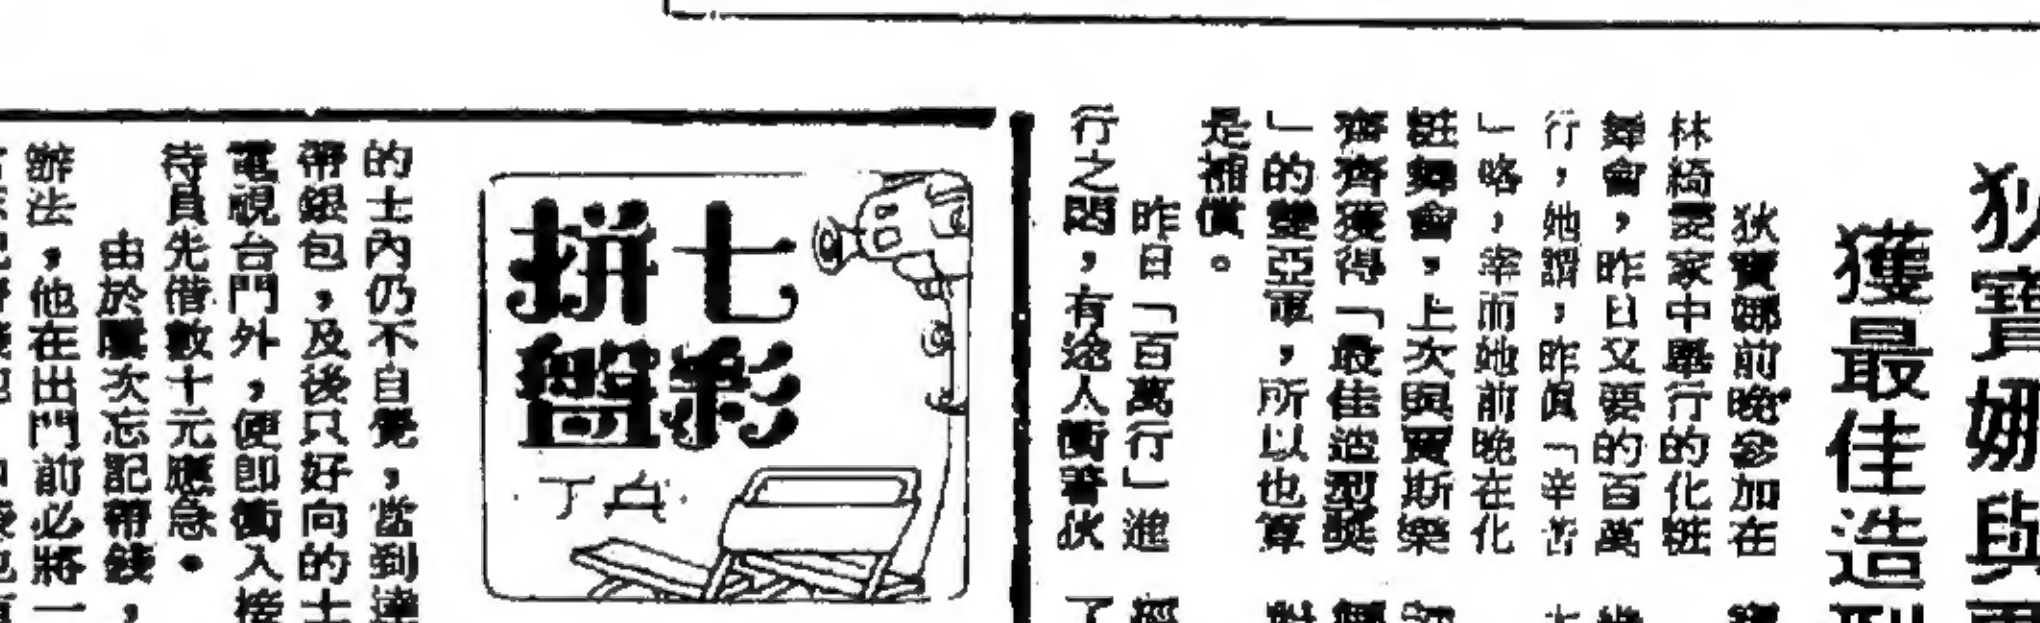 狄寶娜與
獲最佳造型
狄寶娜前晚參加在
林綺雯家中舉行的化粧
舞會，昨日又要的百萬
行，她謂，昨真「辛苦
」略，幸而她前晚在化
粧舞會，上次與賈斯樂
齊齊獲得「最佳造型獎
」的雙亞軍，所以也算
是補償。
昨日「百萬行」進
行之間，有途人衝着狄
七彩
拼盤
丁兵
的士內仍不自覺，當到達
帶銀包，及後只好向的士
電視台門外，便即衝入接
待員先借數十元應急。
由於屢次忘記帶錢，
辦法，他在出門前必將一